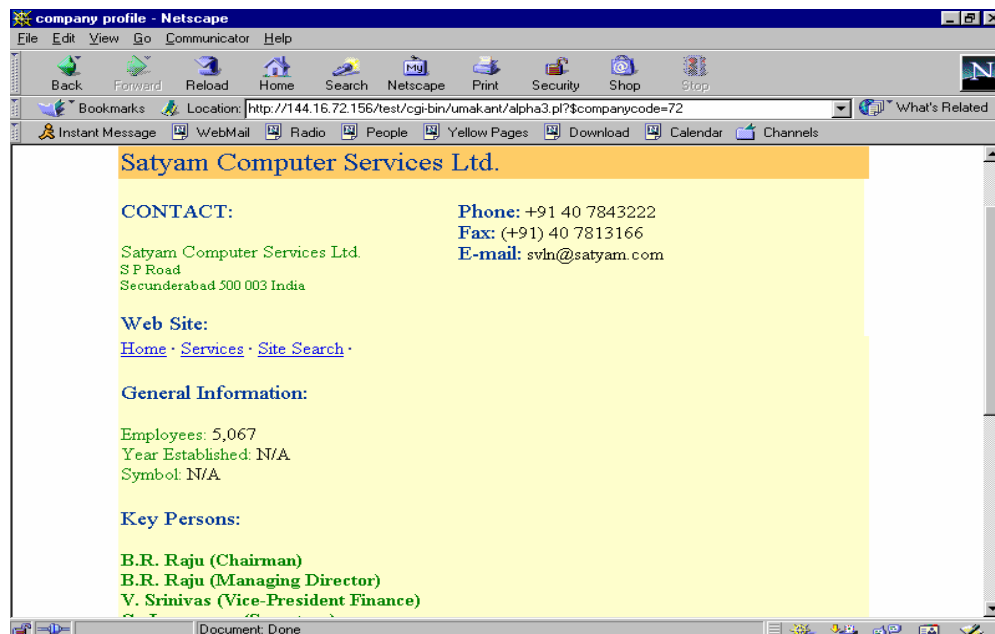 company profile - Netscape
File Edit View Go Communicator Help
Back Forward Reload Home Search Netscape Print Security Shop Stop
Bookmarks Location: http://144.16.72.156/test/cgi-bin/umakant/alpha3.pl?$companycode=72 What's Related
Instant Message WebMail Radio People Yellow Pages Download Calendar Channels
Satyam Computer Services Ltd.
CONTACT:
Satyam Computer Services Ltd.
S P Road
Secunderabad 500 003 India
Phone: +91 40 7843222
Fax: (+91) 40 7813166
E-mail: svln@satyam.com
Web Site:
Home · Services · Site Search ·
General Information:
Employees: 5,067
Year Established: N/A
Symbol: N/A
Key Persons:
B.R. Raju (Chairman)
B.R. Raju (Managing Director)
V. Srinivas (Vice-President Finance)
Document: Done